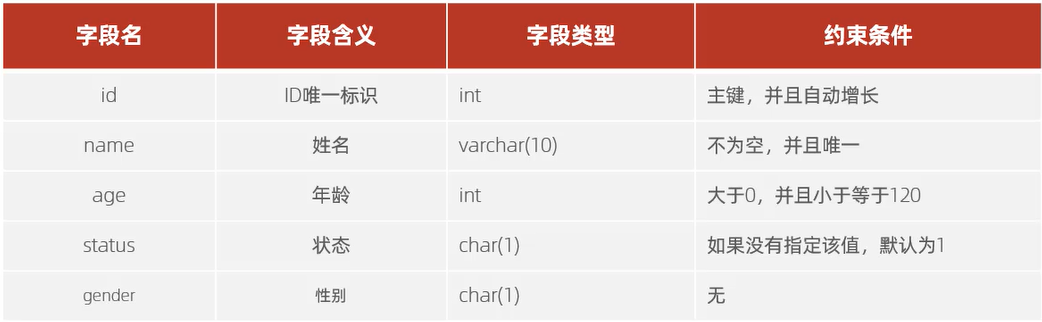 字段名 字段含义 字段类型 约束条件
id ID唯一标识 int 主键，并且自动增长
name 姓名 varchar(10) 不为空，并且唯一
age 年龄 int 大于0，并且小于等于120
status 状态 char(1) 如果没有指定该值，默认为1
gender 性别 char(1) 无